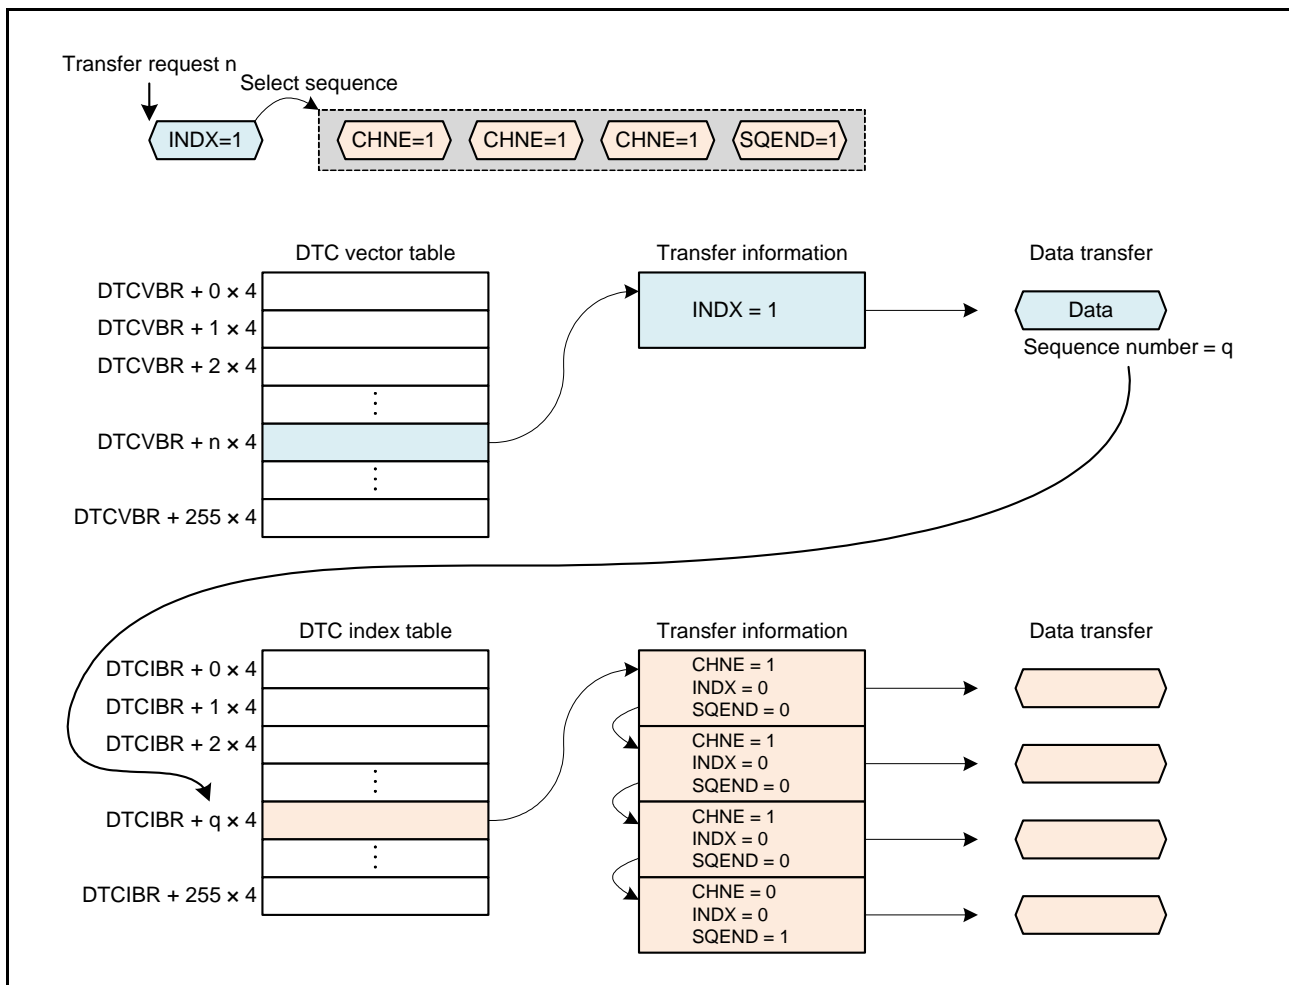 Transfer request n
Select sequence
INDX=1
CHNE=1
CHNE=1
CHNE=1
SQEND=1
DTC vector table
Transfer information
Data transfer
DTCVBR + 0 × 4
DTCVBR + 1 × 4
DTCVBR + 2 × 4
⋮
DTCVBR + n × 4
⋮
DTCVBR + 255 × 4
INDX = 1
Data
Sequence number = q
DTC index table
Transfer information
Data transfer
DTCIBR + 0 × 4
DTCIBR + 1 × 4
DTCIBR + 2 × 4
⋮
DTCIBR + q × 4
⋮
DTCIBR + 255 × 4
CHNE = 1
INDX = 0
SQEND = 0
CHNE = 1
INDX = 0
SQEND = 0
CHNE = 1
INDX = 0
SQEND = 0
CHNE = 0
INDX = 0
SQEND = 1